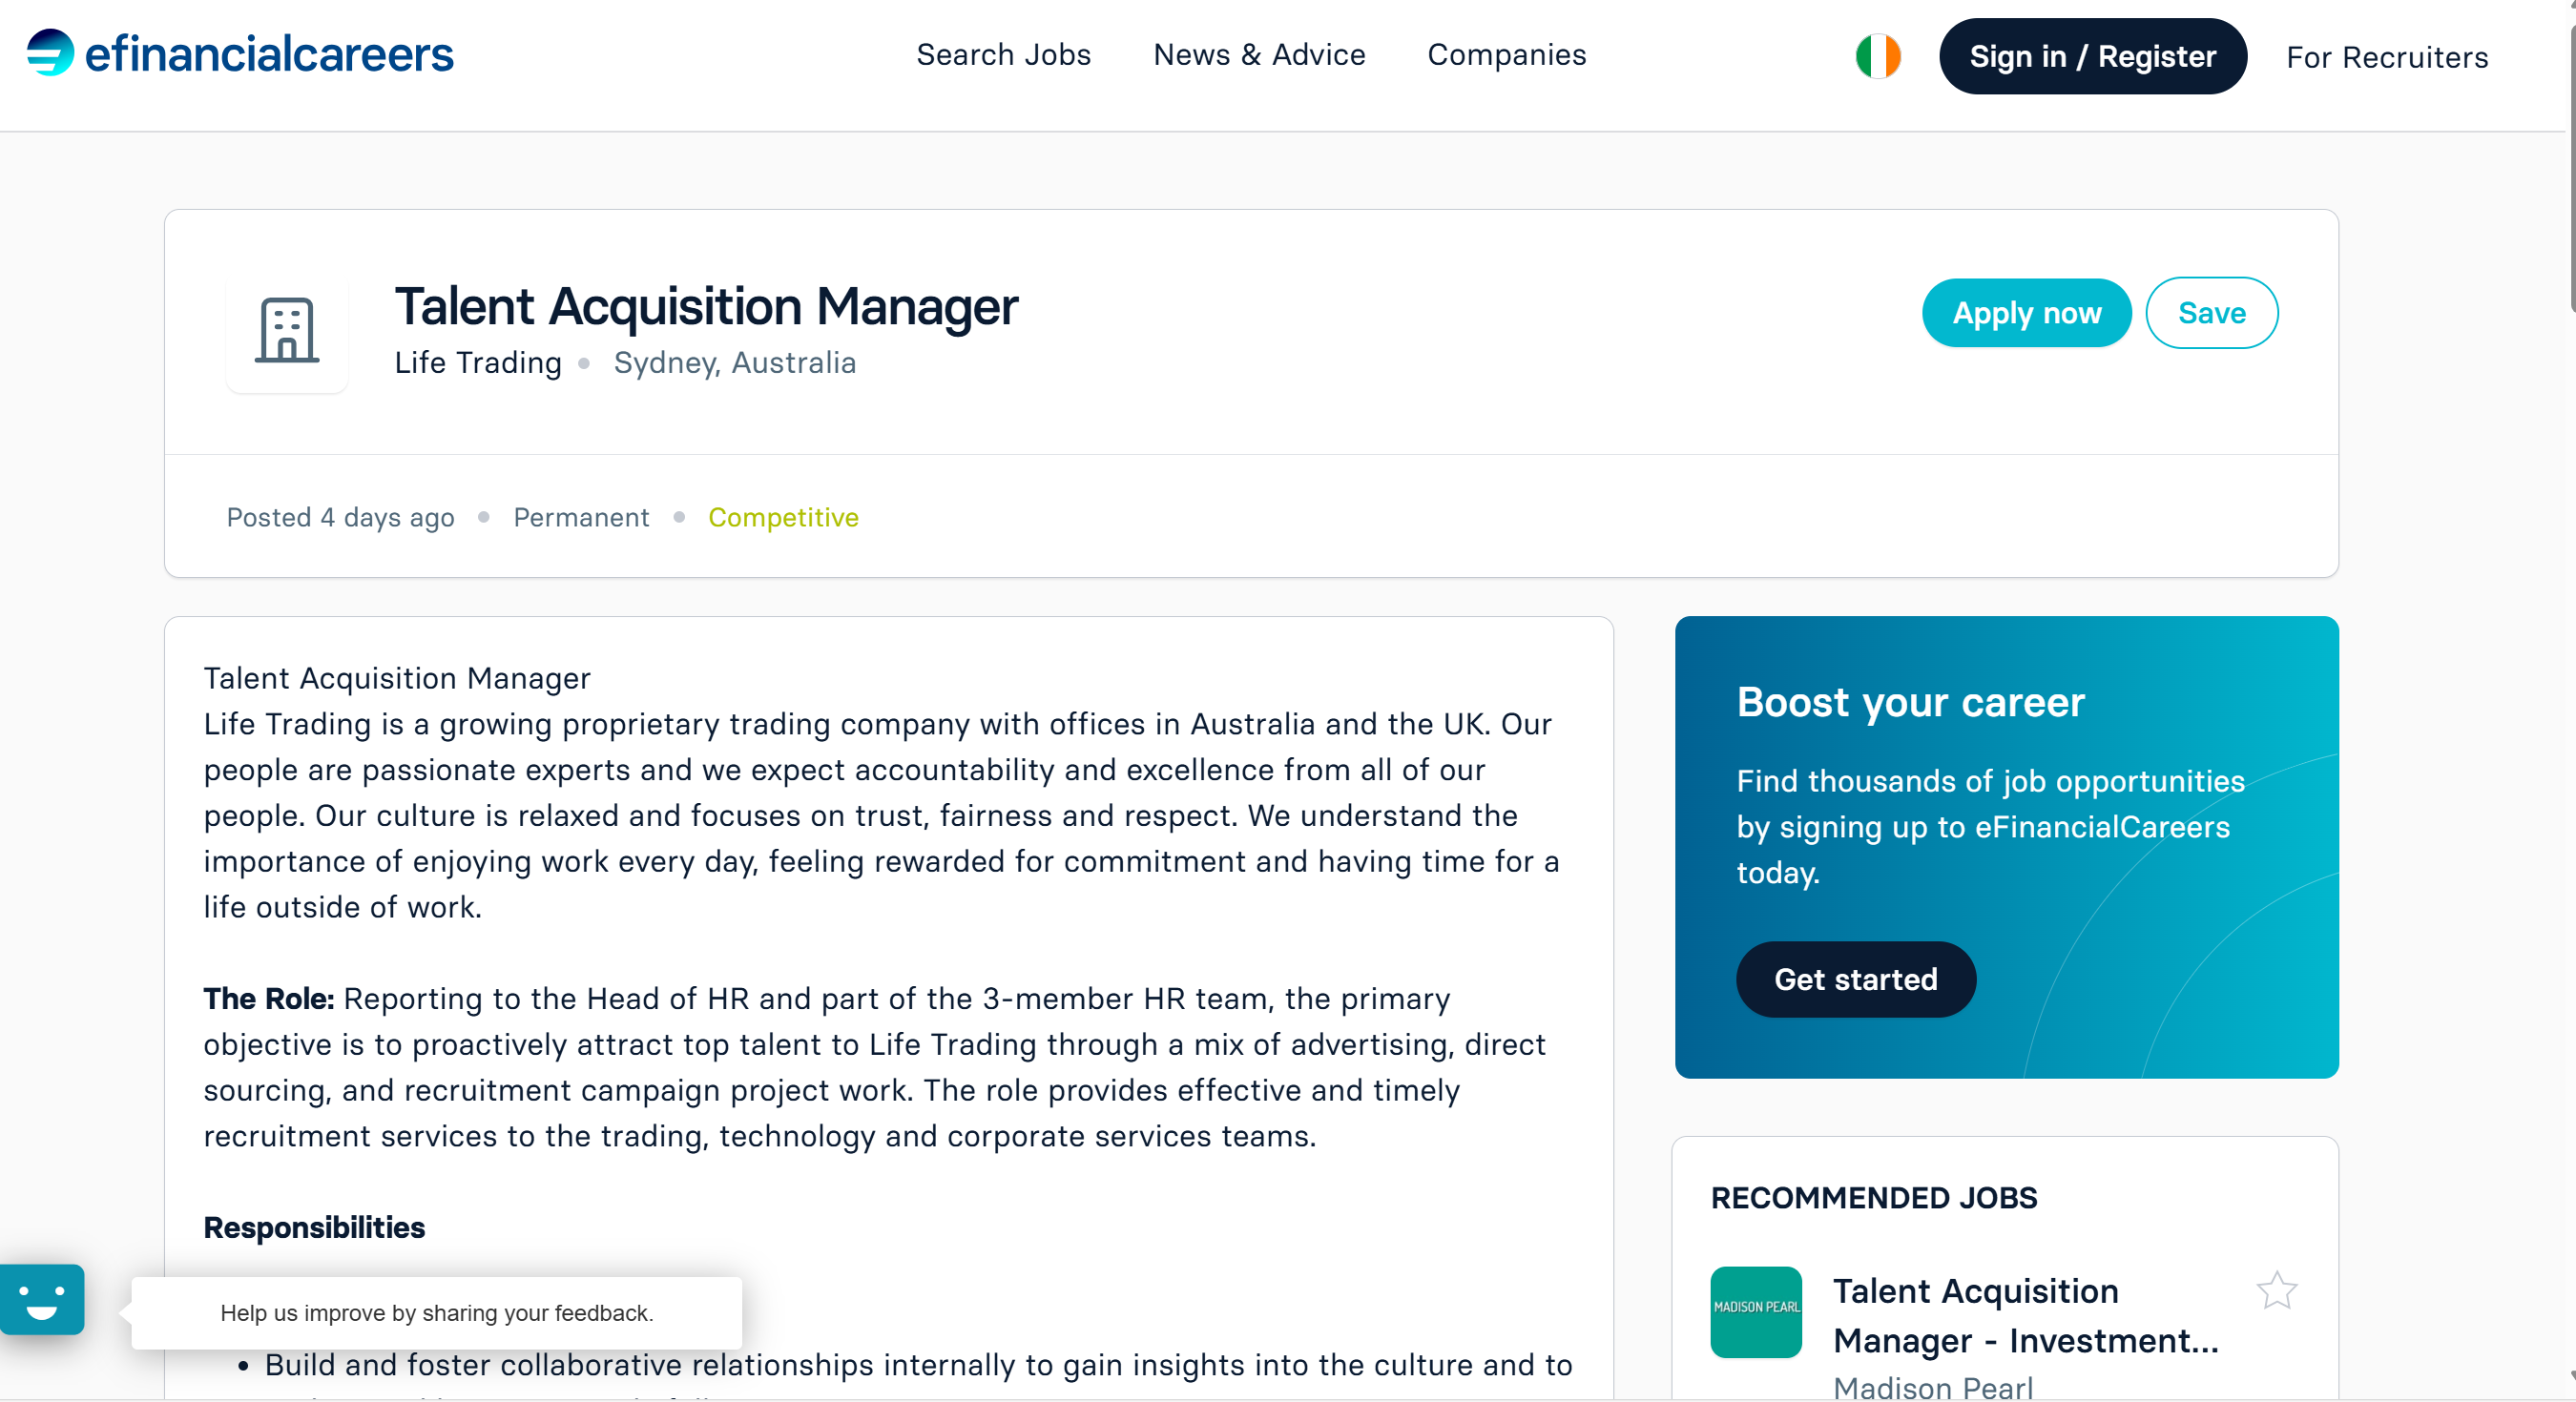 efinancialcareers
Search Jobs
News & Advice
Companies
Sign in / Register
For Recruiters
Talent Acquisition Manager
Life Trading
Sydney, Australia
Apply now
Save
Posted 4 days ago
Permanent
Competitive
Talent Acquisition Manager
Life Trading is a growing proprietary trading company with offices in Australia and the UK. Our
people are passionate experts and we expect accountability and excellence from all of our
people. Our culture is relaxed and focuses on trust, fairness and respect. We understand the
importance of enjoying work every day, feeling rewarded for commitment and having time for a
life outside of work.
The Role: Reporting to the Head of HR and part of the 3-member HR team, the primary
objective is to proactively attract top talent to Life Trading through a mix of advertising, direct
sourcing, and recruitment campaign project work. The role provides effective and timely
recruitment services to the trading, technology and corporate services teams.
Responsibilities
Help us improve by sharing your feedback.
• Build and foster collaborative relationships internally to gain insights into the culture and to
Boost your career
Find thousands of job opportunities
by signing up to eFinancialCareers
today.
Get started
RECOMMENDED JOBS
MADISON PEARL
Talent Acquisition
Manager - Investment...
Madison Pearl